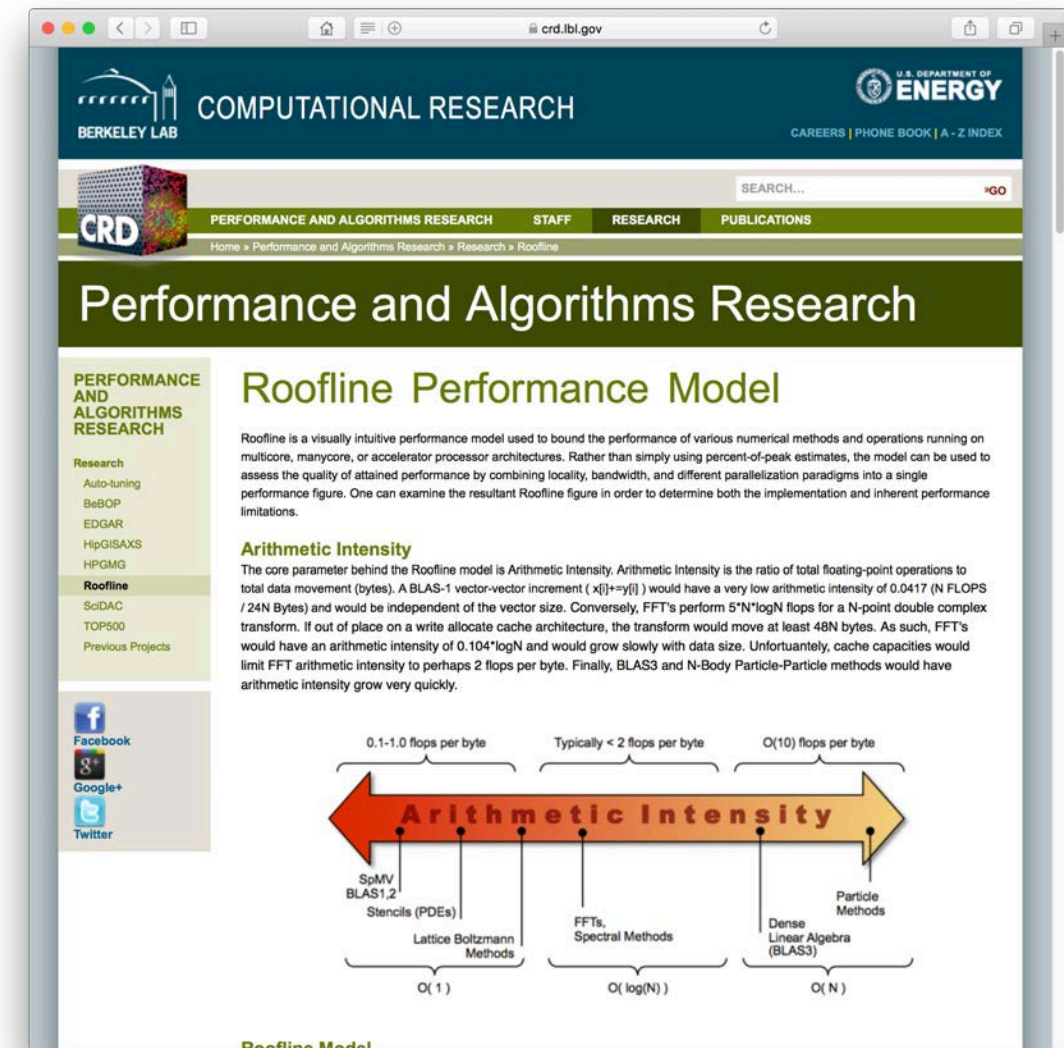 crd.lbl.gov
BERKELEY LAB
COMPUTATIONAL RESEARCH
U.S. DEPARTMENT OF
ENERGY
CAREERS | PHONE BOOK | A - Z INDEX
SEARCH...
»GO
CRD
PERFORMANCE AND ALGORITHMS RESEARCH STAFF RESEARCH PUBLICATIONS
Home » Performance and Algorithms Research » Research » Roofline
Performance and Algorithms Research
PERFORMANCE
AND
ALGORITHMS
RESEARCH
Research
Auto-tuning
BeBOP
EDGAR
HipGISAXS
HPGMG
Roofline
SciDAC
TOP500
Previous Projects
Facebook
Google+
Twitter
Roofline Performance Model
Roofline is a visually intuitive performance model used to bound the performance of various numerical methods and operations running on
multicore, manycore, or accelerator processor architectures. Rather than simply using percent-of-peak estimates, the model can be used to
assess the quality of attained performance by combining locality, bandwidth, and different parallelization paradigms into a single
performance figure. One can examine the resultant Roofline figure in order to determine both the implementation and inherent performance
limitations.
Arithmetic Intensity
The core parameter behind the Roofline model is Arithmetic Intensity. Arithmetic Intensity is the ratio of total floating-point operations to
total data movement (bytes). A BLAS-1 vector-vector increment ( x[i]+=y[i] ) would have a very low arithmetic intensity of 0.0417 (N FLOPS
/ 24N Bytes) and would be independent of the vector size. Conversely, FFT's perform 5*N*logN flops for a N-point double complex
transform. If out of place on a write allocate cache architecture, the transform would move at least 48N bytes. As such, FFT's
would have an arithmetic intensity of 0.104*logN and would grow slowly with data size. Unfortuantely, cache capacities would
limit FFT arithmetic intensity to perhaps 2 flops per byte. Finally, BLAS3 and N-Body Particle-Particle methods would have
arithmetic intensity grow very quickly.
0.1-1.0 flops per byte Typically < 2 flops per byte O(10) flops per byte
Arithmetic Intensity
SpMV
BLAS1,2
Stencils (PDEs)
Lattice Boltzmann
Methods
FFTs,
Spectral Methods
Dense
Linear Algebra
(BLAS3)
Particle
Methods
O( 1 ) O( log(N) ) O( N )
Roofline Model